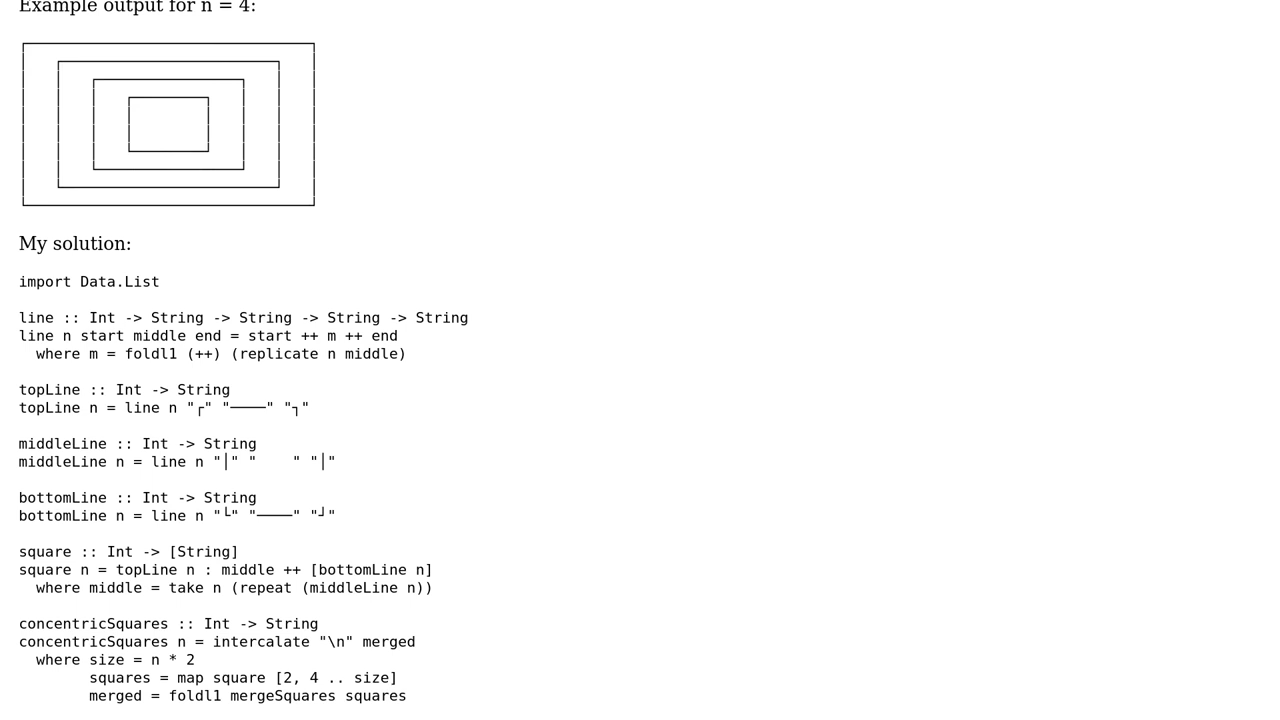 Example output for n = 4:
┌────────────────────────────────┐
│                                │
│   ┌────────────────────────┐   │
│   │                        │   │
│   │   ┌────────────────┐   │   │
│   │   │                │   │   │
│   │   │   ┌────────┐   │   │   │
│   │   │   │        │   │   │   │
│   │   │   │        │   │   │   │
│   │   │   └────────┘   │   │   │
│   │   └────────────────┘   │   │
│   └────────────────────────┘   │
└────────────────────────────────┘
My solution:
import Data.List
line :: Int -> String -> String -> String -> String
line n start middle end = start ++ m ++ end
  where m = foldl1 (++) (replicate n middle)
topLine :: Int -> String
topLine n = line n "┌" "────" "┐"
middleLine :: Int -> String
middleLine n = line n "│" "    " "│"
bottomLine :: Int -> String
bottomLine n = line n "└" "────" "┘"
square :: Int -> [String]
square n = topLine n : middle ++ [bottomLine n]
  where middle = take n (repeat (middleLine n))
concentricSquares :: Int -> String
concentricSquares n = intercalate "\n" merged
  where size = n * 2
        squares = map square [2, 4 .. size]
        merged = foldl1 mergeSquares squares